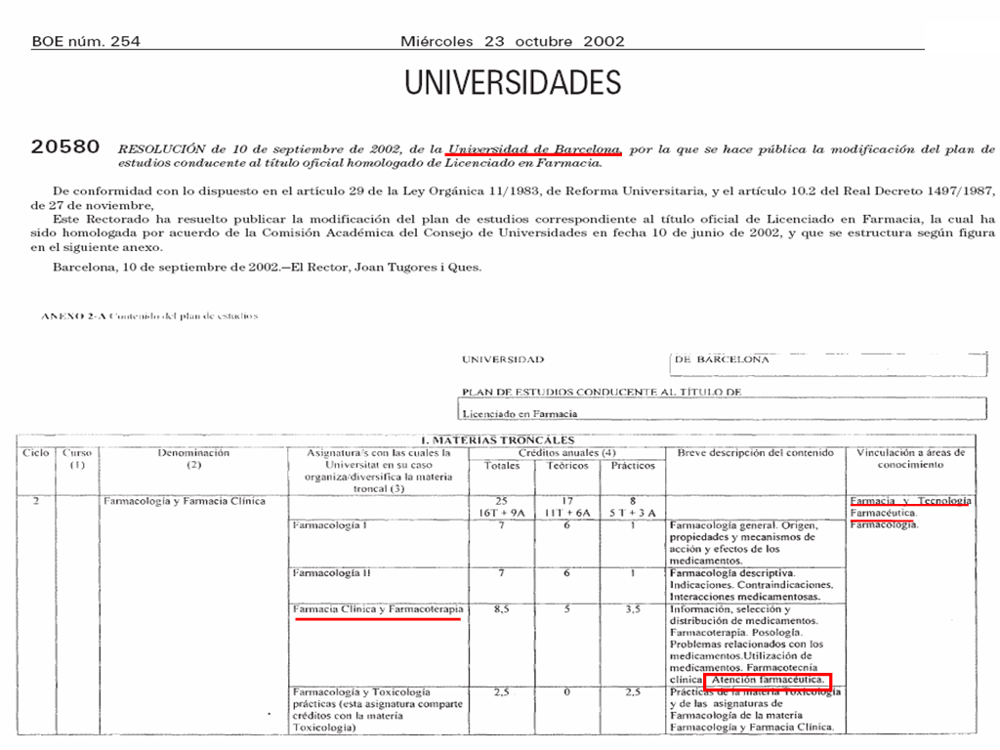 BOE núm. 254
Miércoles 23 octubre 2002
UNIVERSIDADES
20580 RESOLUCIÓN de 10 de septiembre de 2002, de la Universidad de Barcelona, por la que se hace pública la modificación del plan de
estudios conducente al título oficial homologado de Licenciado en Farmacia.
De conformidad con lo dispuesto en el artículo 29 de la Ley Orgánica 11/1983, de Reforma Universitaria, y el artículo 10.2 del Real Decreto 1497/1987,
de 27 de noviembre,
Este Rectorado ha resuelto publicar la modificación del plan de estudios correspondiente al título oficial de Licenciado en Farmacia, la cual ha
sido homologada por acuerdo de la Comisión Académica del Consejo de Universidades en fecha 10 de junio de 2002, y que se estructura según figura
en el siguiente anexo.
Barcelona, 10 de septiembre de 2002.—El Rector, Joan Tugores i Ques.
ANEXO 2-A Contenido del plan de estudios
UNIVERSIDAD
DE BARCELONA
PLAN DE ESTUDIOS CONDUCENTE AL TÍTULO DE
Licenciado en Farmacia
1. MATERIAS TRONCALES
Ciclo
Curso
(1)
Denominación
(2)
Asignatura/s con las cuales la
Universitat en su caso
organiza/diversifica la materia
troncal (3)
Créditos anuales (4)
Totales
Teóricos
Prácticos
Breve descripción del contenido
Vinculación a áreas de
conocimiento
2
Farmacología y Farmacia Clínica
25
16T + 9A
17
11T + 6A
8
5 T + 3 A
Farmacia y Tecnología
Farmacéutica.
Farmacología.
Farmacología I
7
6
1
Farmacología general. Origen,
propiedades y mecanismos de
acción y efectos de los
medicamentos.
Farmacología II
7
6
1
Farmacología descriptiva.
Indicaciones. Contraindicaciones.
Interacciones medicamentosas.
Farmacia Clínica y Farmacoterapia
8,5
5
3,5
Información, selección y
distribución de medicamentos.
Farmacoterapia. Posología.
Problemas relacionados con los
medicamentos.Utilización de
medicamentos. Farmacotecnia
clínica. Atención farmacéutica.
Farmacología y Toxicología
prácticas (esta asignatura comparte
créditos con la materia
Toxicología)
2,5
0
2,5
Prácticas de la materia Toxicología
y de las asignaturas de
Farmacología de la materia
Farmacología y Farmacia Clínica.